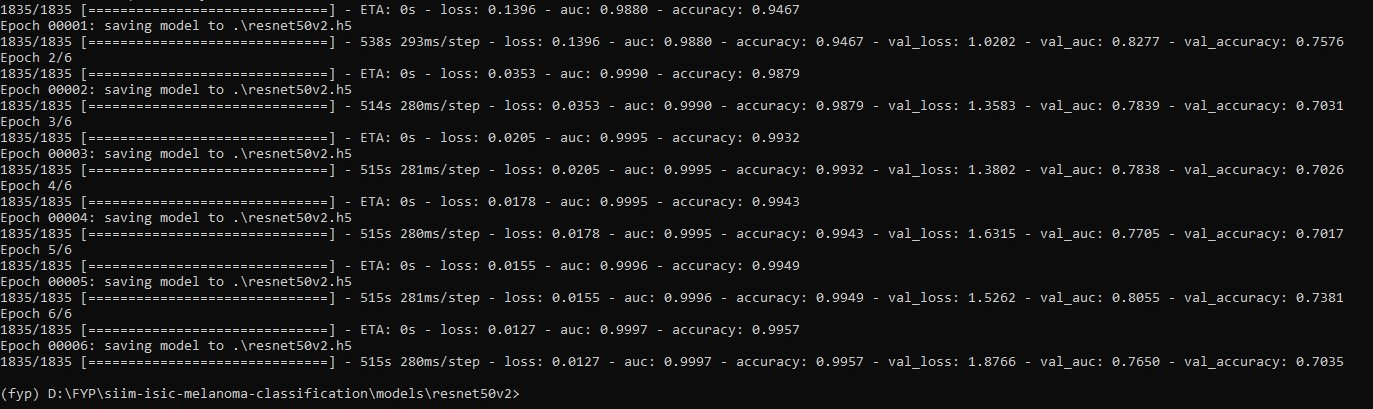 1835/1835 [==============================] - ETA: 0s - loss: 0.1396 - auc: 0.9880 - accuracy: 0.9467
Epoch 00001: saving model to .\resnet50v2.h5
1835/1835 [==============================] - 538s 293ms/step - loss: 0.1396 - auc: 0.9880 - accuracy: 0.9467 - val_loss: 1.0202 - val_auc: 0.8277 - val_accuracy: 0.7576
Epoch 2/6
1835/1835 [==============================] - ETA: 0s - loss: 0.0353 - auc: 0.9990 - accuracy: 0.9879
Epoch 00002: saving model to .\resnet50v2.h5
1835/1835 [==============================] - 514s 280ms/step - loss: 0.0353 - auc: 0.9990 - accuracy: 0.9879 - val_loss: 1.3583 - val_auc: 0.7839 - val_accuracy: 0.7031
Epoch 3/6
1835/1835 [==============================] - ETA: 0s - loss: 0.0205 - auc: 0.9995 - accuracy: 0.9932
Epoch 00003: saving model to .\resnet50v2.h5
1835/1835 [==============================] - 515s 281ms/step - loss: 0.0205 - auc: 0.9995 - accuracy: 0.9932 - val_loss: 1.3802 - val_auc: 0.7838 - val_accuracy: 0.7026
Epoch 4/6
1835/1835 [==============================] - ETA: 0s - loss: 0.0178 - auc: 0.9995 - accuracy: 0.9943
Epoch 00004: saving model to .\resnet50v2.h5
1835/1835 [==============================] - 515s 280ms/step - loss: 0.0178 - auc: 0.9995 - accuracy: 0.9943 - val_loss: 1.6315 - val_auc: 0.7705 - val_accuracy: 0.7017
Epoch 5/6
1835/1835 [==============================] - ETA: 0s - loss: 0.0155 - auc: 0.9996 - accuracy: 0.9949
Epoch 00005: saving model to .\resnet50v2.h5
1835/1835 [==============================] - 515s 281ms/step - loss: 0.0155 - auc: 0.9996 - accuracy: 0.9949 - val_loss: 1.5262 - val_auc: 0.8055 - val_accuracy: 0.7381
Epoch 6/6
1835/1835 [==============================] - ETA: 0s - loss: 0.0127 - auc: 0.9997 - accuracy: 0.9957
Epoch 00006: saving model to .\resnet50v2.h5
1835/1835 [==============================] - 515s 280ms/step - loss: 0.0127 - auc: 0.9997 - accuracy: 0.9957 - val_loss: 1.8766 - val_auc: 0.7650 - val_accuracy: 0.7035
(fyp) D:\FYP\siim-isic-melanoma-classification\models\resnet50v2>